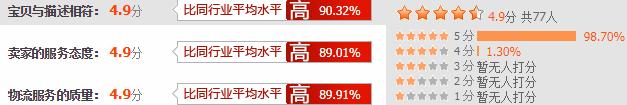 宝贝与描述相符：4.9分 比同行业平均水平 高 90.32%
卖家的服务态度：4.9分 比同行业平均水平 高 89.01%
物流服务的质量：4.9分 比同行业平均水平 高 89.91%
4.9分 共77人
5分 98.70%
4分 1.30%
3分 暂无人打分
2分 暂无人打分
1分 暂无人打分